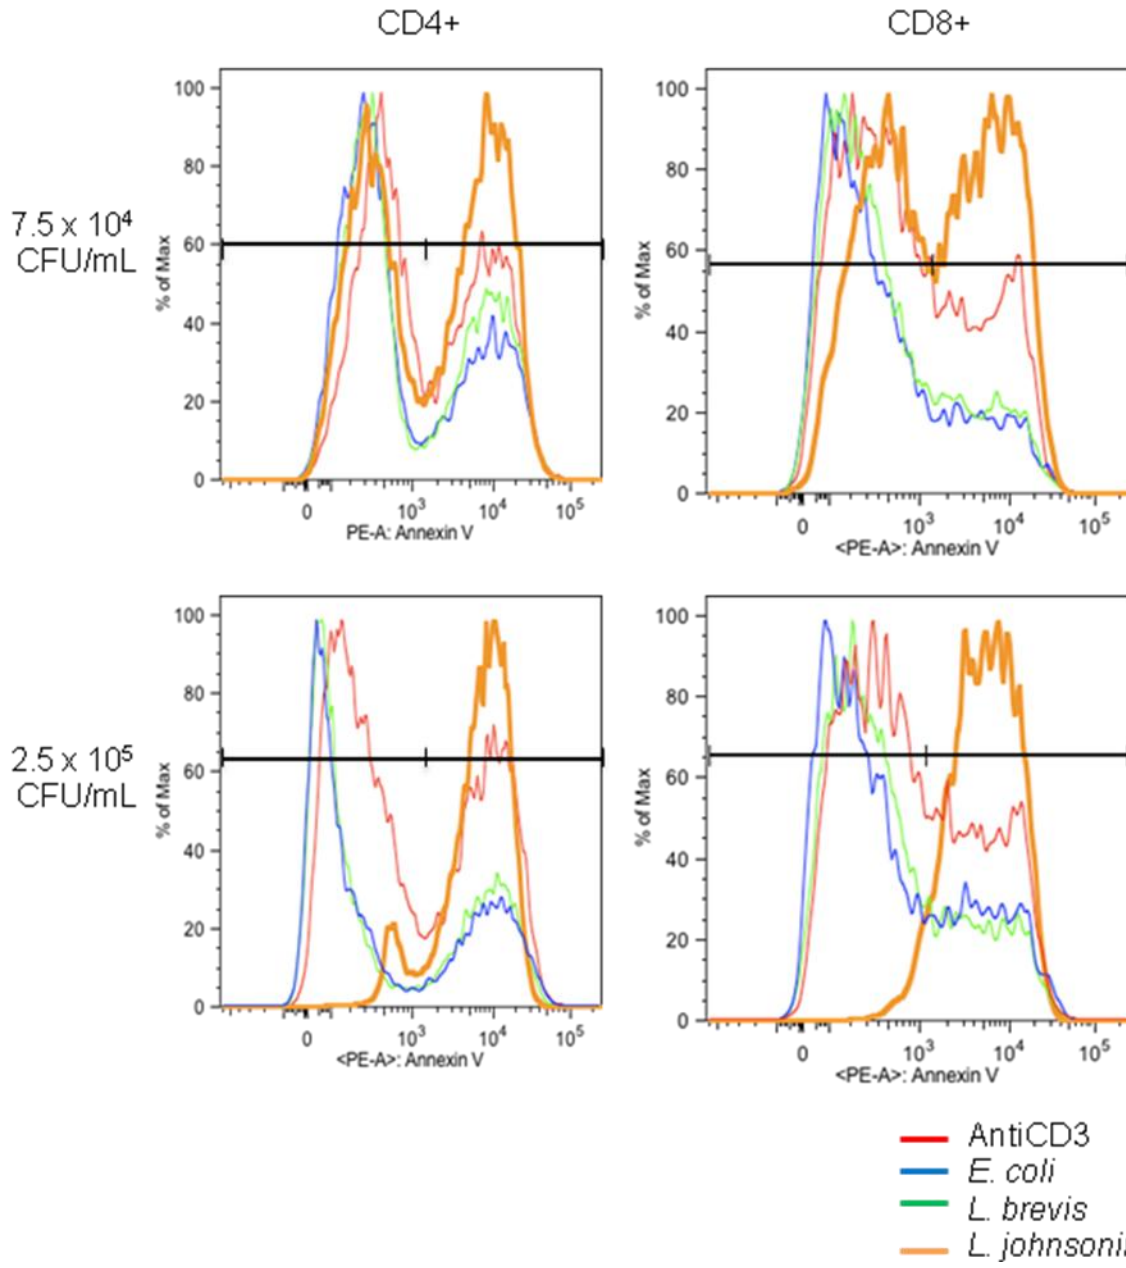 CD4+
CD8+
7.5 x 10⁴
CFU/mL
% of Max
100
80
60
40
20
0
0
10³
10⁴
10⁵
PE-A: Annexin V
% of Max
100
80
60
40
20
0
0
10³
10⁴
10⁵
<PE-A>: Annexin V
2.5 x 10⁵
CFU/mL
% of Max
100
80
60
40
20
0
0
10³
10⁴
10⁵
<PE-A>: Annexin V
% of Max
100
80
60
40
20
0
0
10³
10⁴
10⁵
<PE-A>: Annexin V
AntiCD3
E. coli
L. brevis
L. johnsonii